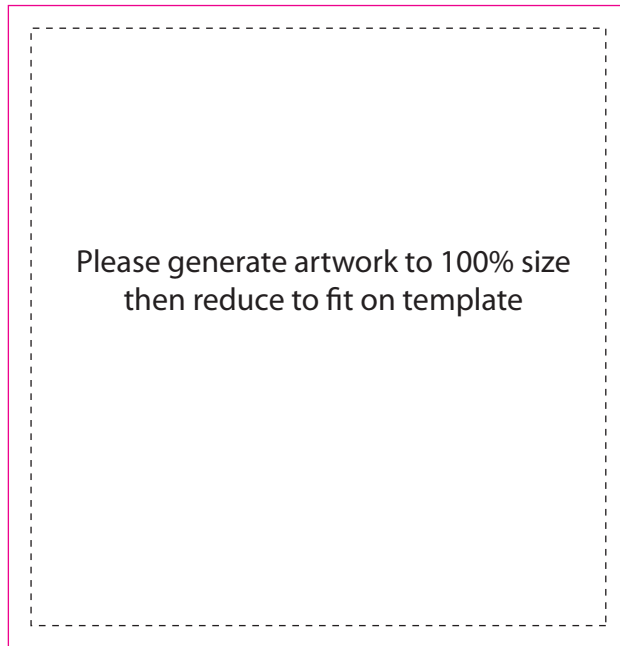 Please generate artwork to 100% size
then reduce to fit on template